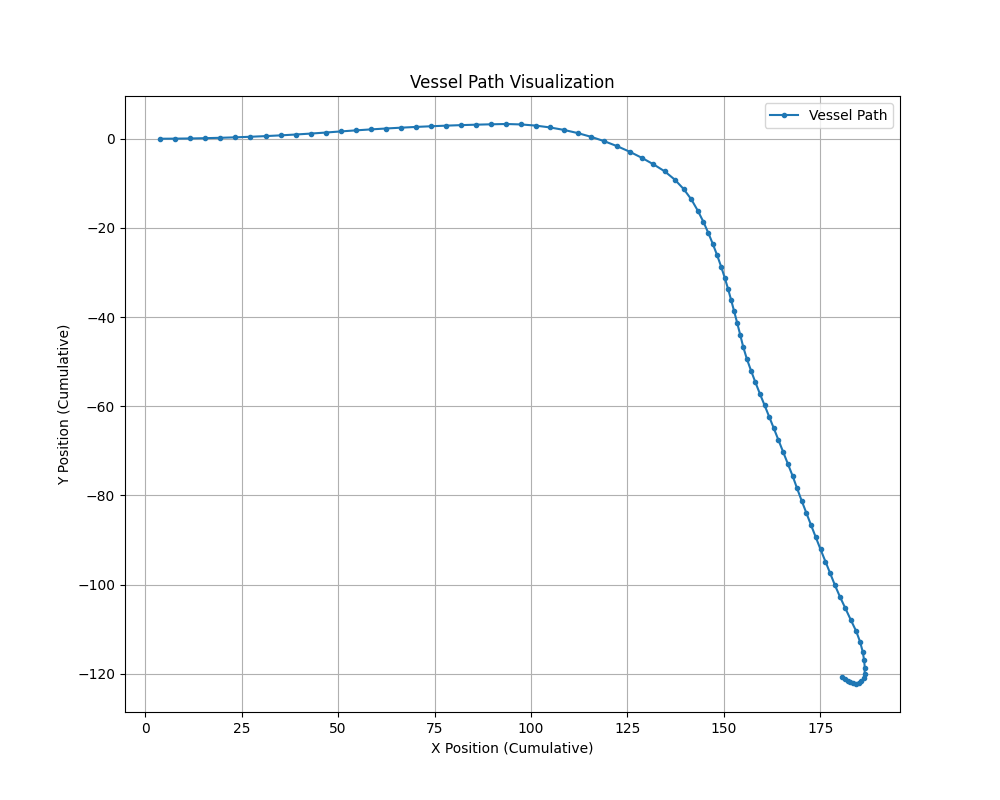 Vessel Path Visualization
Vessel Path
Y Position (Cumulative)
0
−20
−40
−60
−80
−100
−120
0 25 50 75 100 125 150 175
X Position (Cumulative)